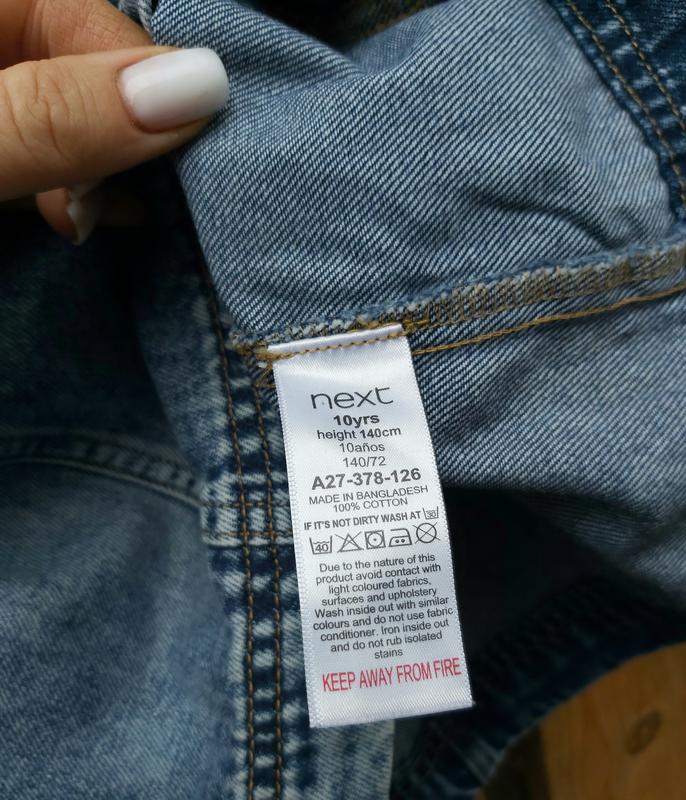 next
10yrs
height 140cm
10años
140/72
A27-378-126
MADE IN BANGLADESH
100% COTTON
IF IT'S NOT DIRTY WASH AT 30
40
Due to the nature of this
product avoid contact with
light coloured fabrics,
surfaces and upholstery
Wash inside out with similar
colours and do not use fabric
conditioner. Iron inside out
and do not rub isolated
stains
KEEP AWAY FROM FIRE